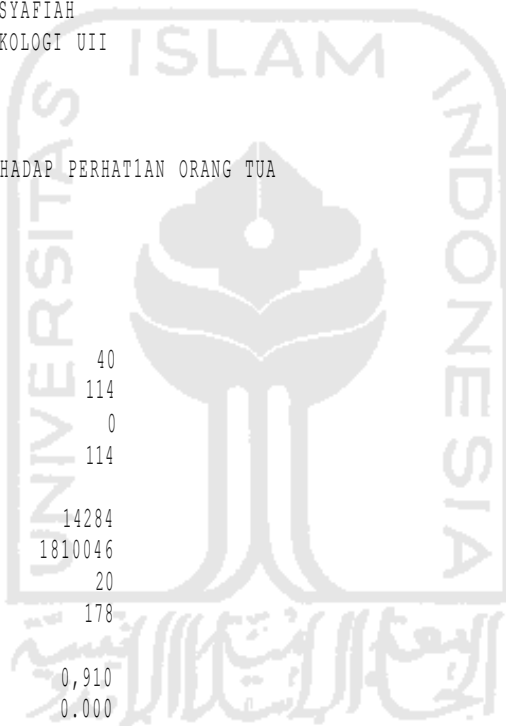 SYAFIAH
KOLOGI UII
HADAP PERHAT1AN ORANG TUA
40
114
0
114
14284
1810046
20
178
0,910
0.000
UNIVERSITAS
ISLAM
INDONESIA